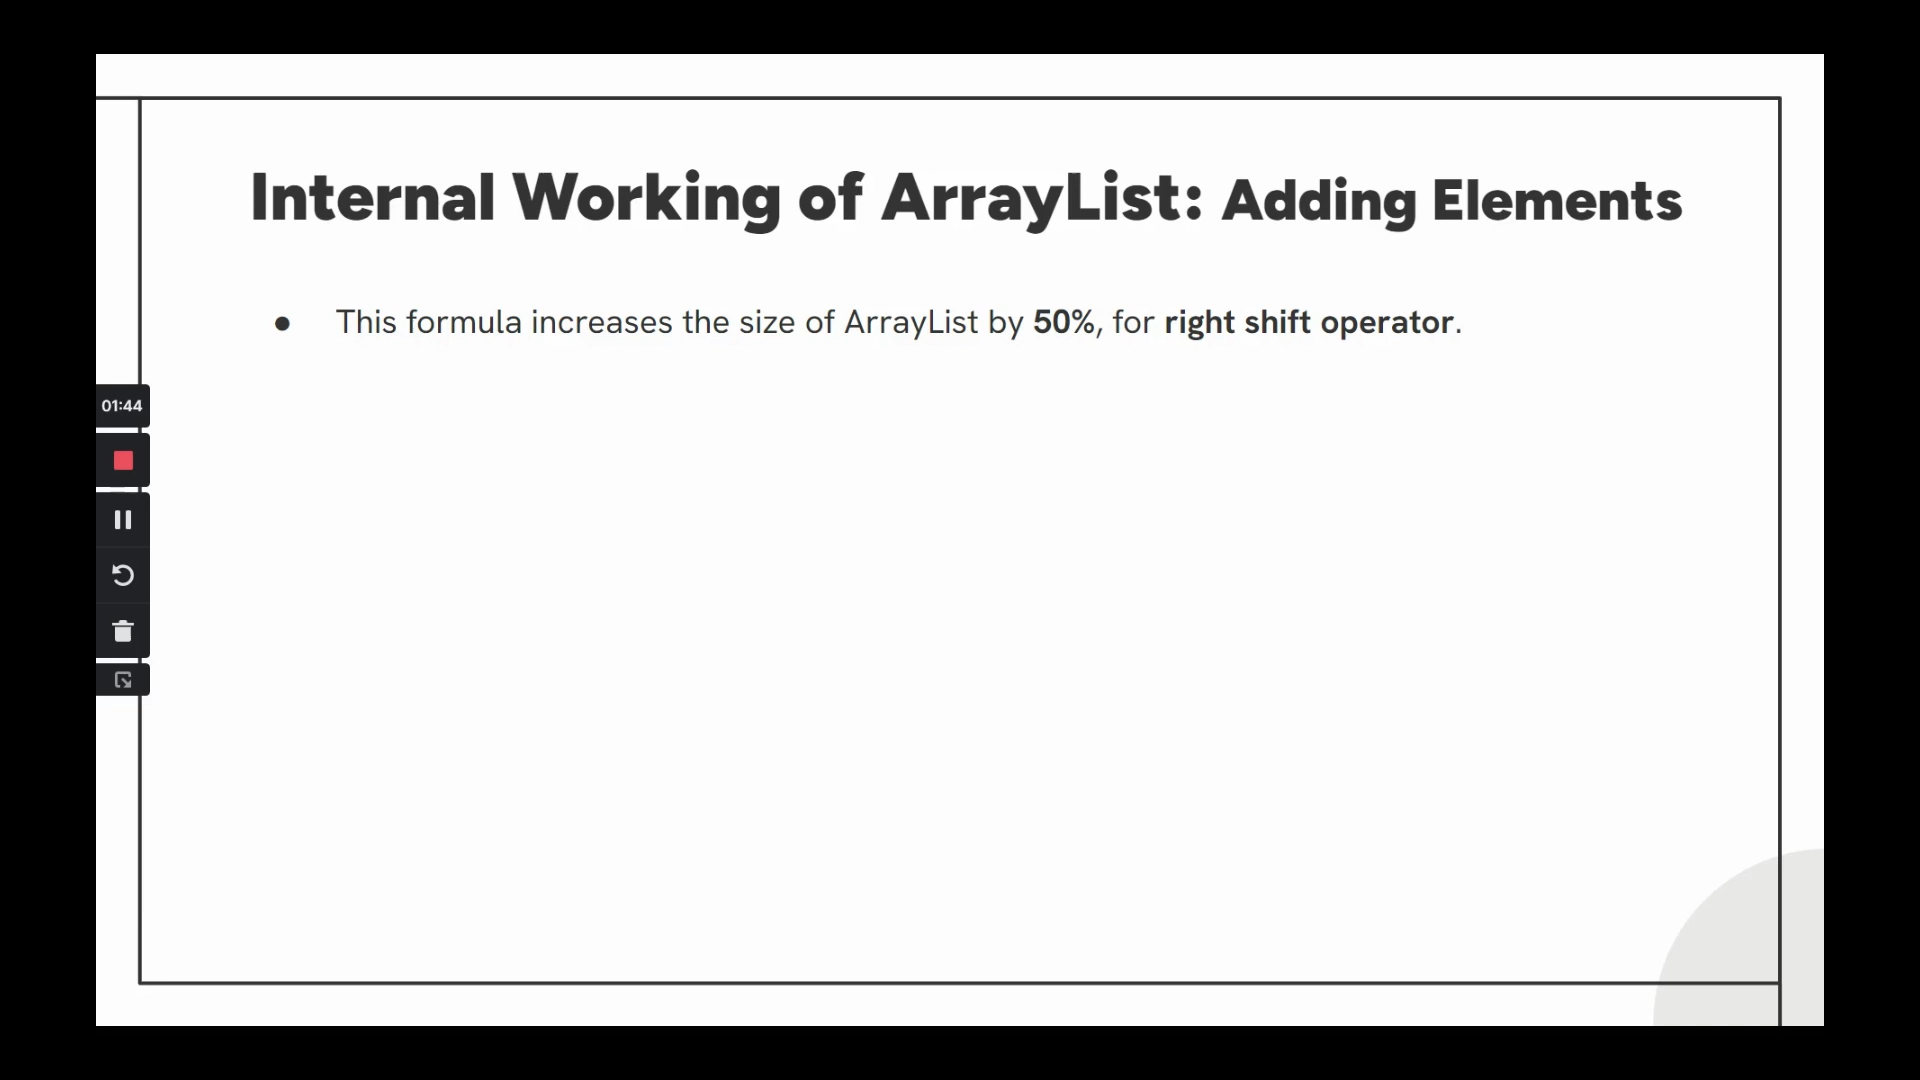 Internal Working of ArrayList: Adding Elements
● This formula increases the size of ArrayList by 50%, for right shift operator.
01:44